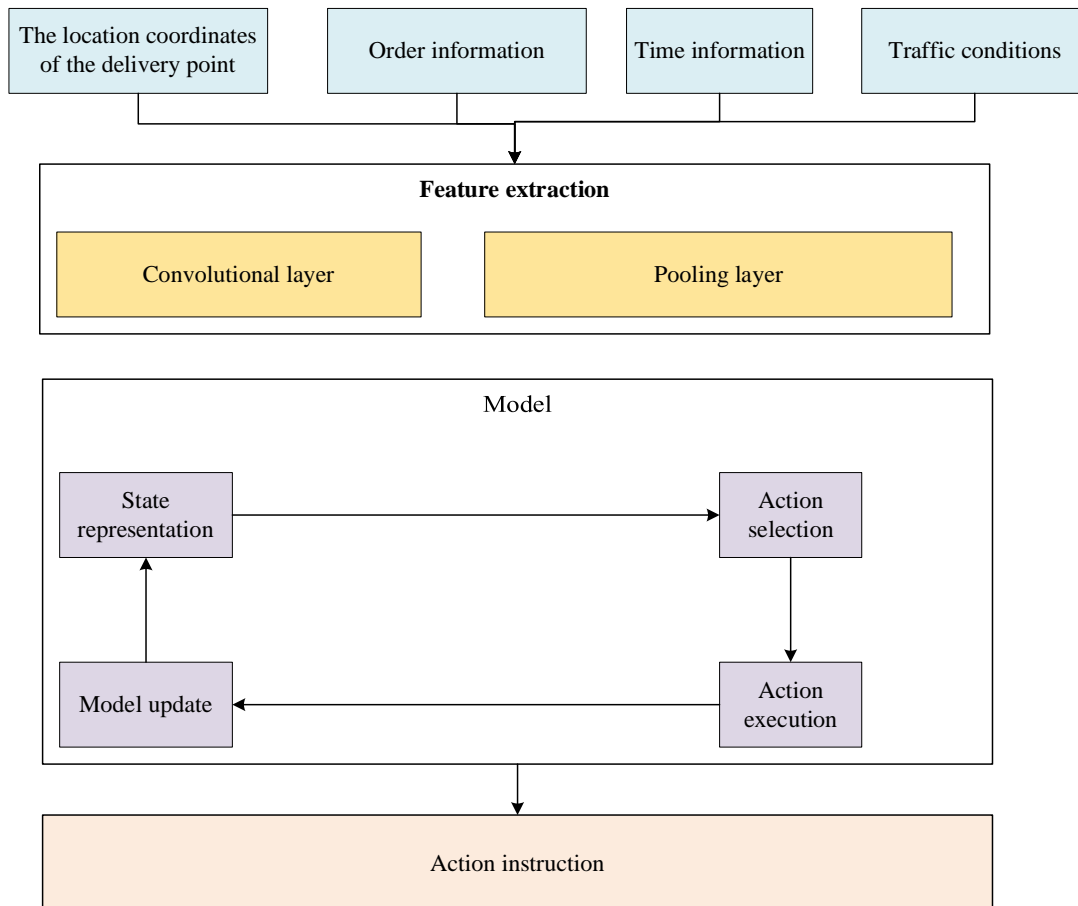 The location coordinates
of the delivery point
Order information
Time information
Traffic conditions
Feature extraction
Convolutional layer
Pooling layer
Model
State
representation
Action
selection
Model update
Action
execution
Action instruction